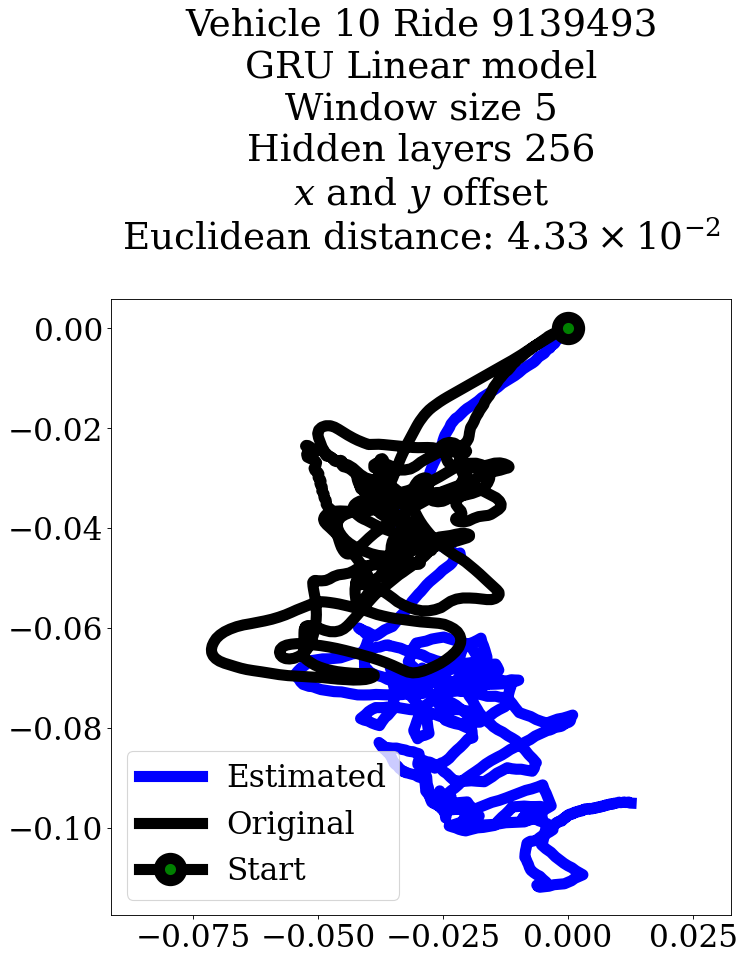 Vehicle 10 Ride 9139493
GRU Linear model
Window size 5
Hidden layers 256
x and y offset
Euclidean distance: 4.33 × 10⁻²
0.00
−0.02
−0.04
−0.06
−0.08
−0.10
Estimated
Original
Start
−0.075 −0.050 −0.025 0.000 0.025